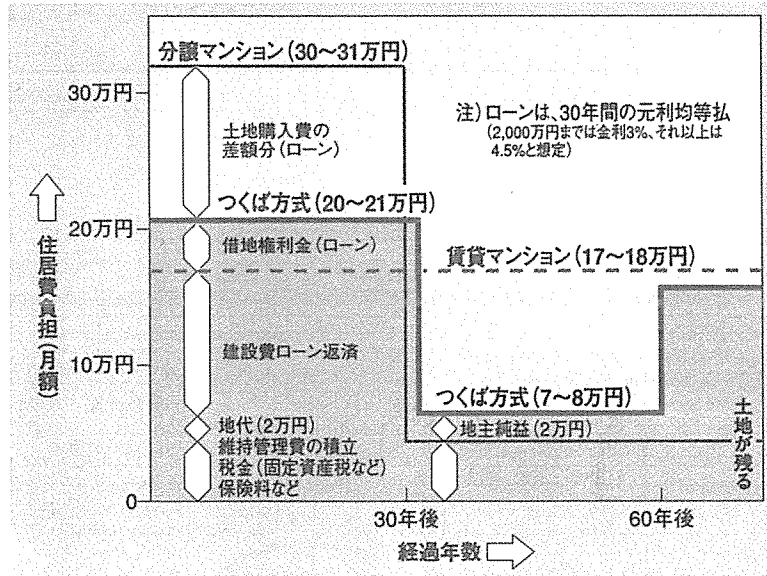 分譲マンション(30〜31万円)
30万円
土地購入費の
差額分(ローン)
注)ローンは、30年間の元利均等払
(2,000万円までは金利3%、それ以上は
4.5%と想定)
つくば方式(20〜21万円)
20万円
借地権利金(ローン)
賃貸マンション(17〜18万円)
住居費負担(月額)
建設費ローン返済
10万円
つくば方式(7〜8万円)
地代(2万円)
維持管理費の積立
税金(固定資産税など)
保険料など
地主純益(2万円)
土地が残る
0
30年後
60年後
経過年数